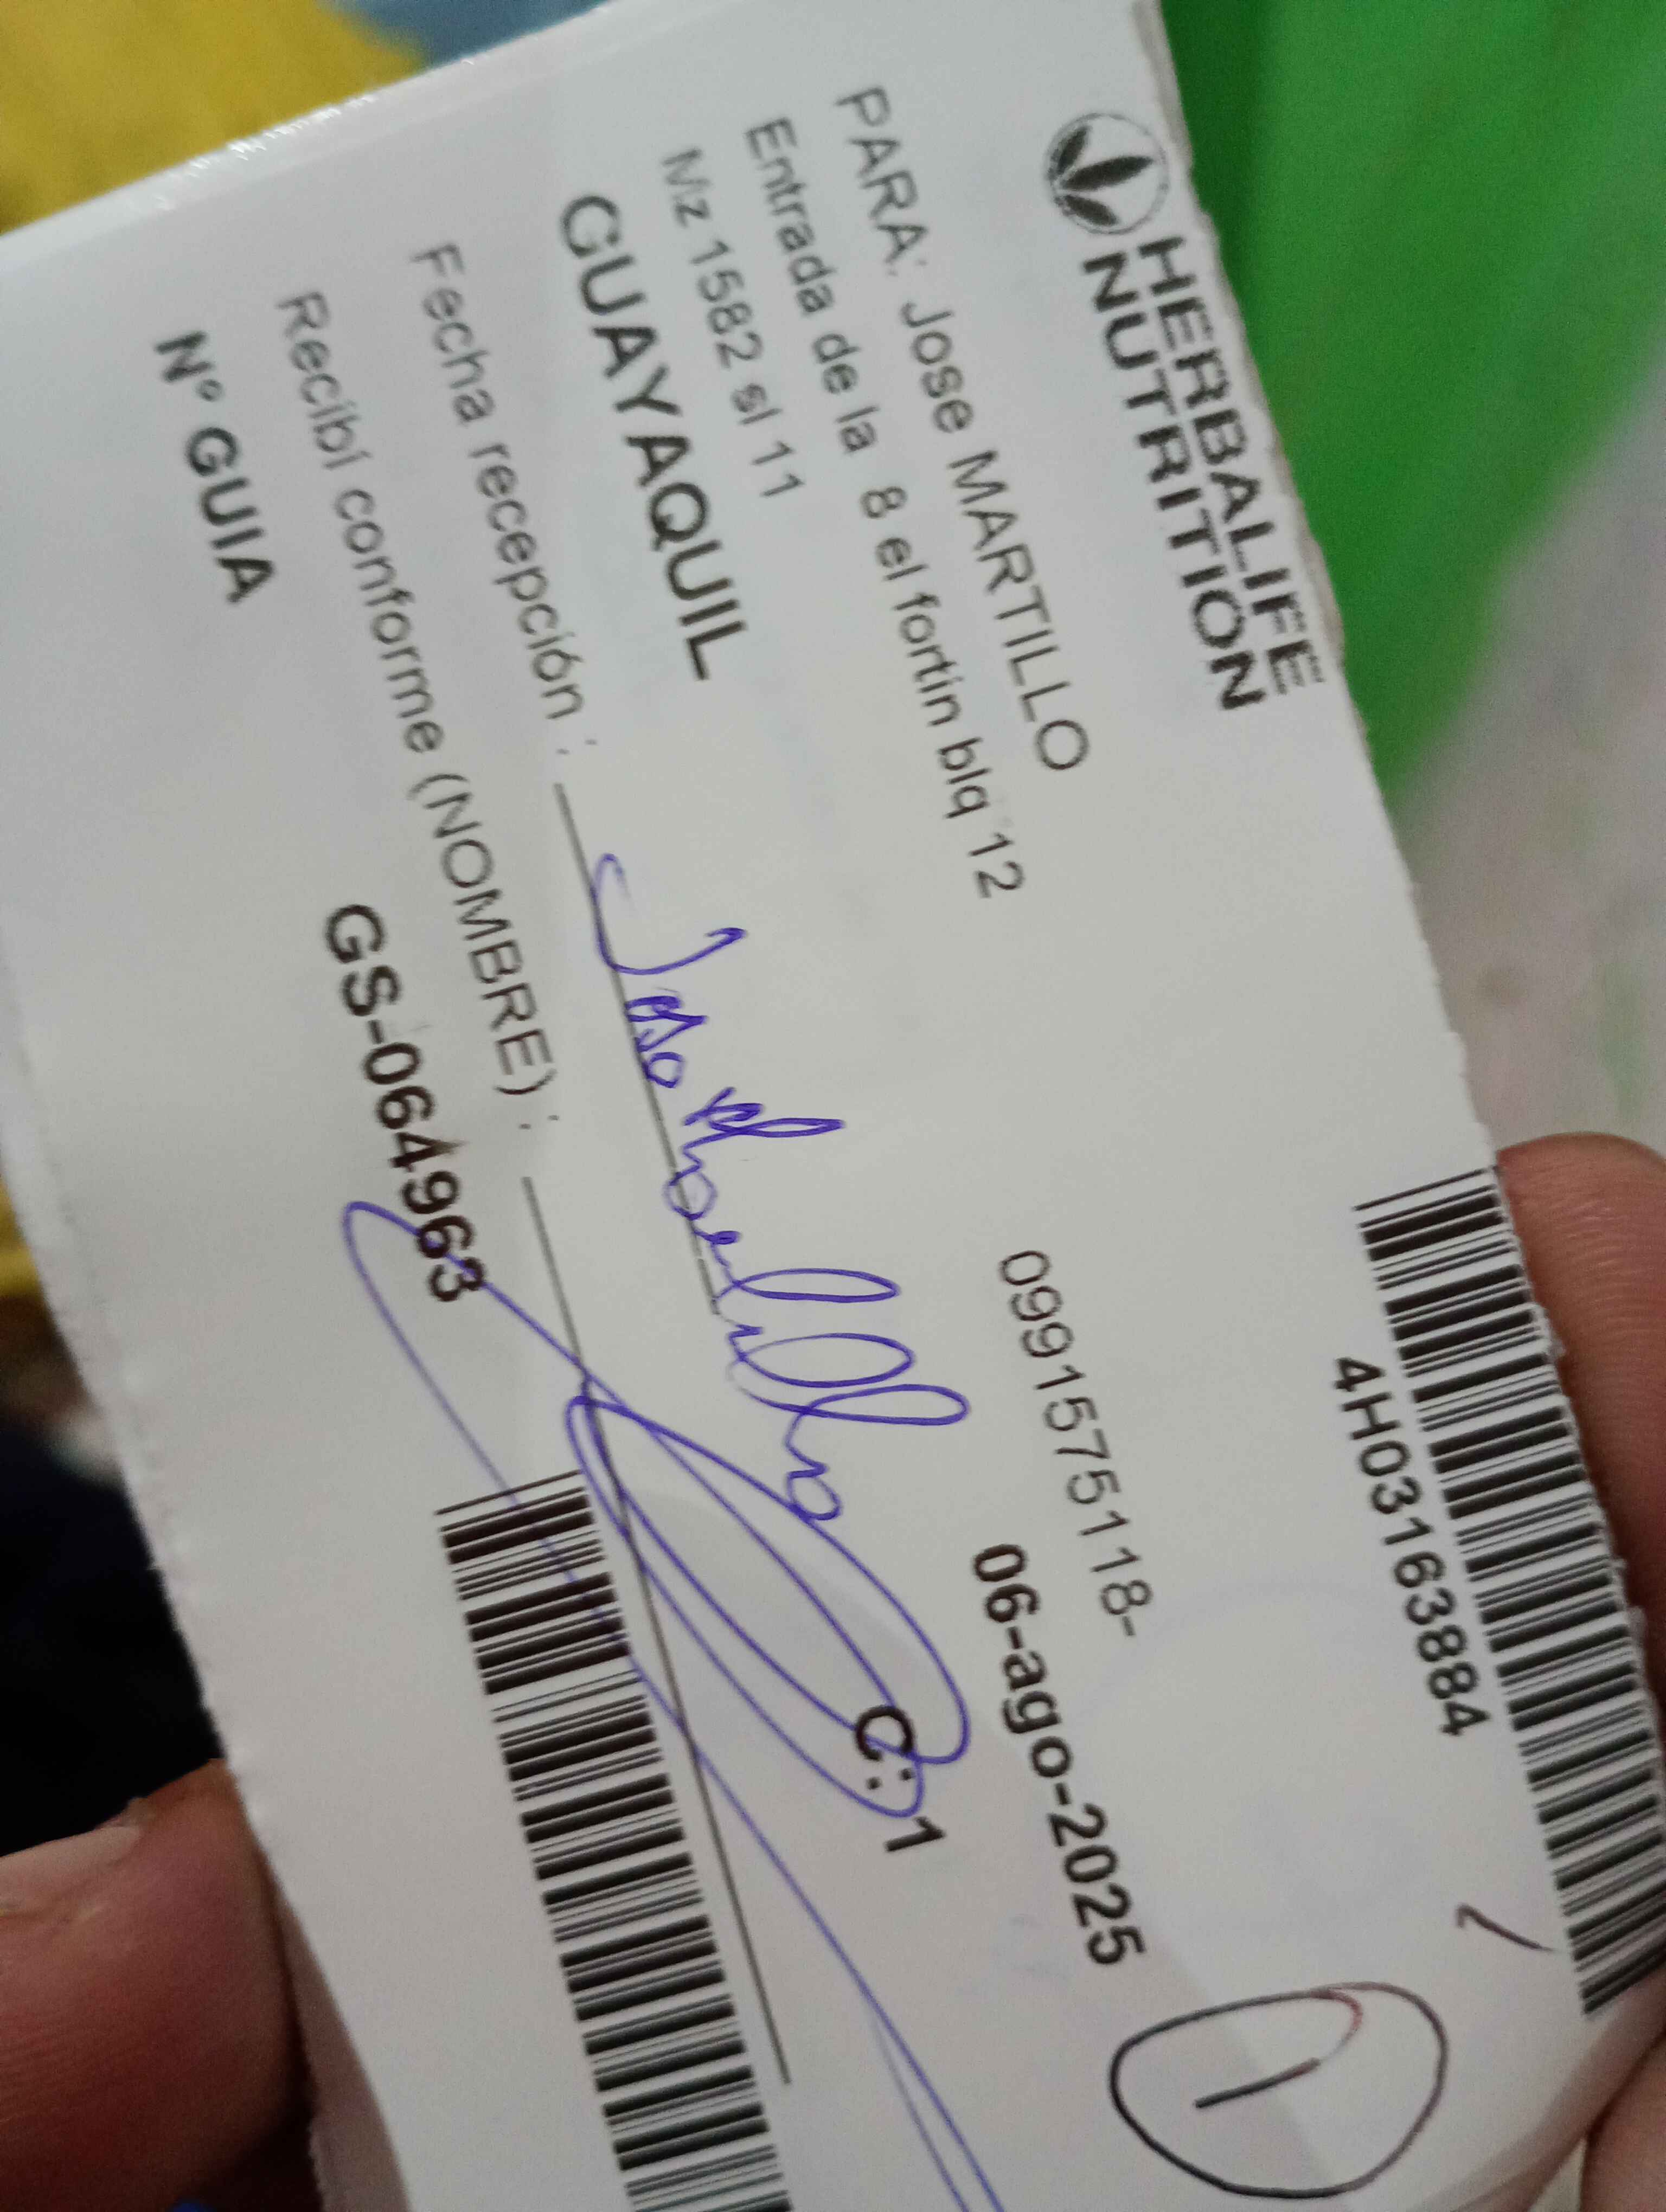 HERBALIFE
NUTRITION
4H03163884
PARA: Jose MARTILLO
0991575118-
Entrada de la 8 el fortin blq 12
Mz 1582 sl 11
06-ago-2025
1
GUAYAQUIL
C:1
Fecha recepción :
Recibí conforme (NOMBRE) :
Nº GUIA
GS-064963